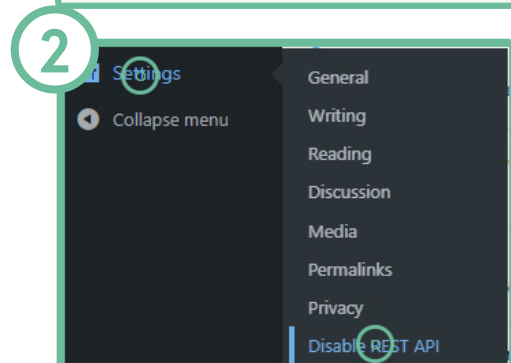 2
Settings
General
Collapse menu
Writing
Reading
Discussion
Media
Permalinks
Privacy
Disable REST API